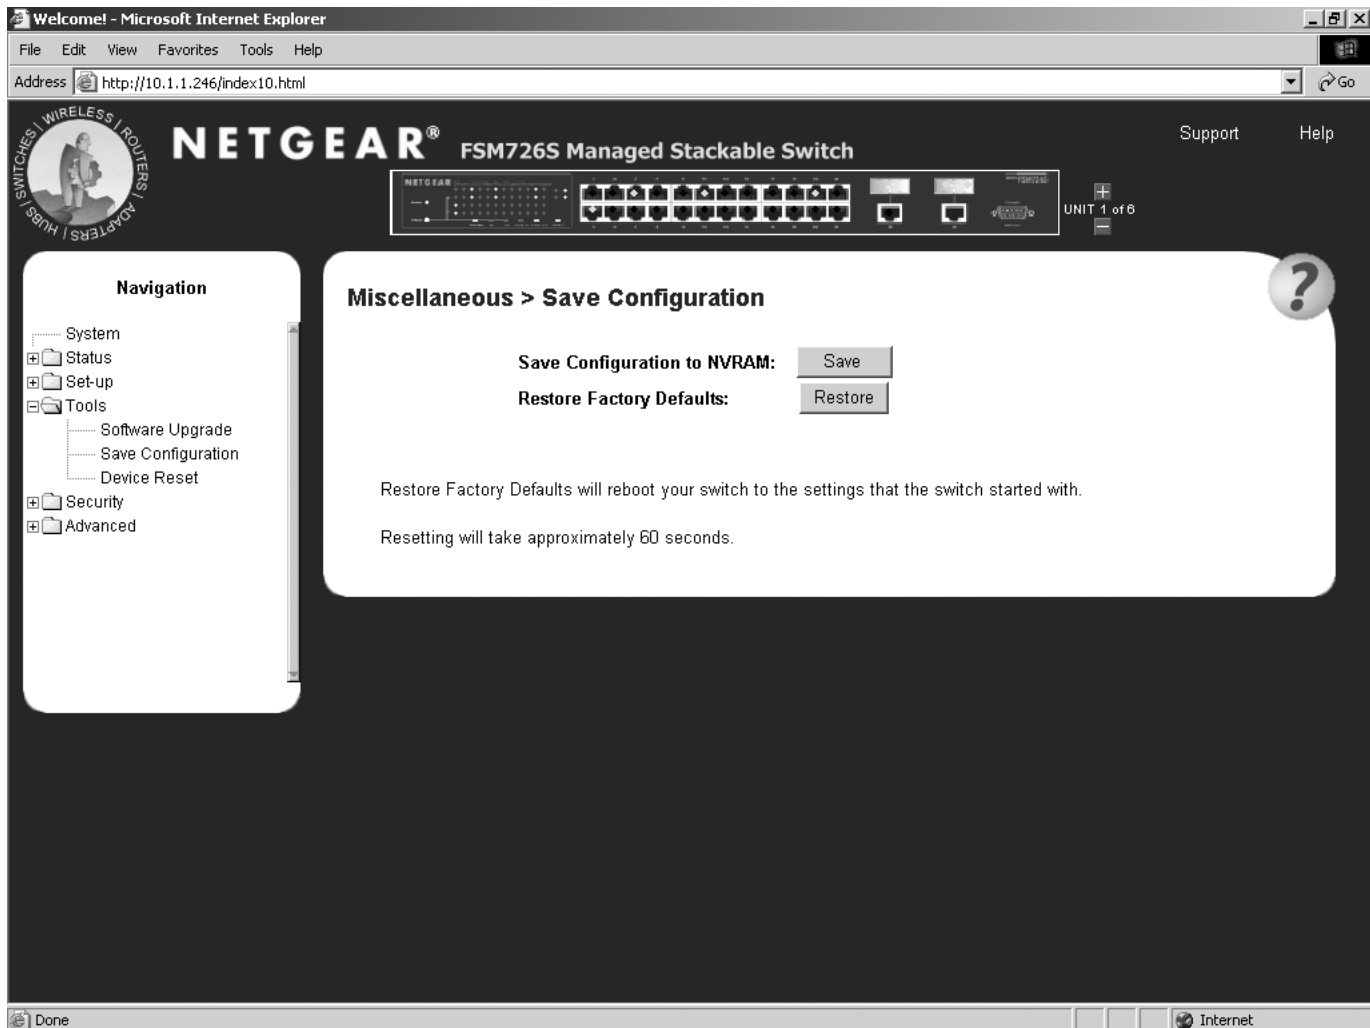 Welcome! - Microsoft Internet Explorer
File Edit View Favorites Tools Help
Address http://10.1.1.246/index10.html Go
SWITCHES | WIRELESS | ROUTERS | ADAPTERS | HUBS |
NETGEAR® FSM726S Managed Stackable Switch
Support Help
NETGEAR
FSM726S
UNIT 1 of 6
Navigation
System
Status
Set-up
Tools
Software Upgrade
Save Configuration
Device Reset
Security
Advanced
Miscellaneous > Save Configuration
?
Save Configuration to NVRAM: Save
Restore Factory Defaults: Restore
Restore Factory Defaults will reboot your switch to the settings that the switch started with.
Resetting will take approximately 60 seconds.
Done
Internet